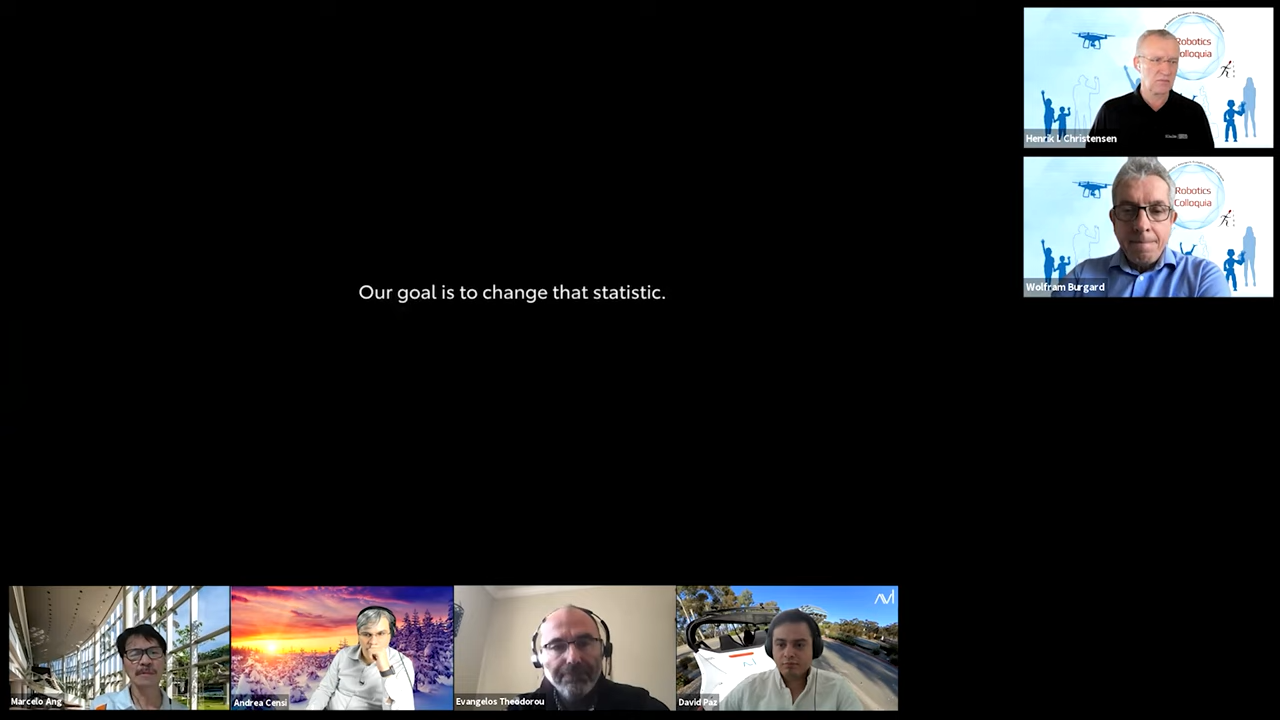 Robotics
Colloquia
Henrik I. Christensen
Robotics
Colloquia
Wolfram Burgard
Our goal is to change that statistic.
Marcelo Ang
Andrea Censi
Evangelos Theodorou
David Paz